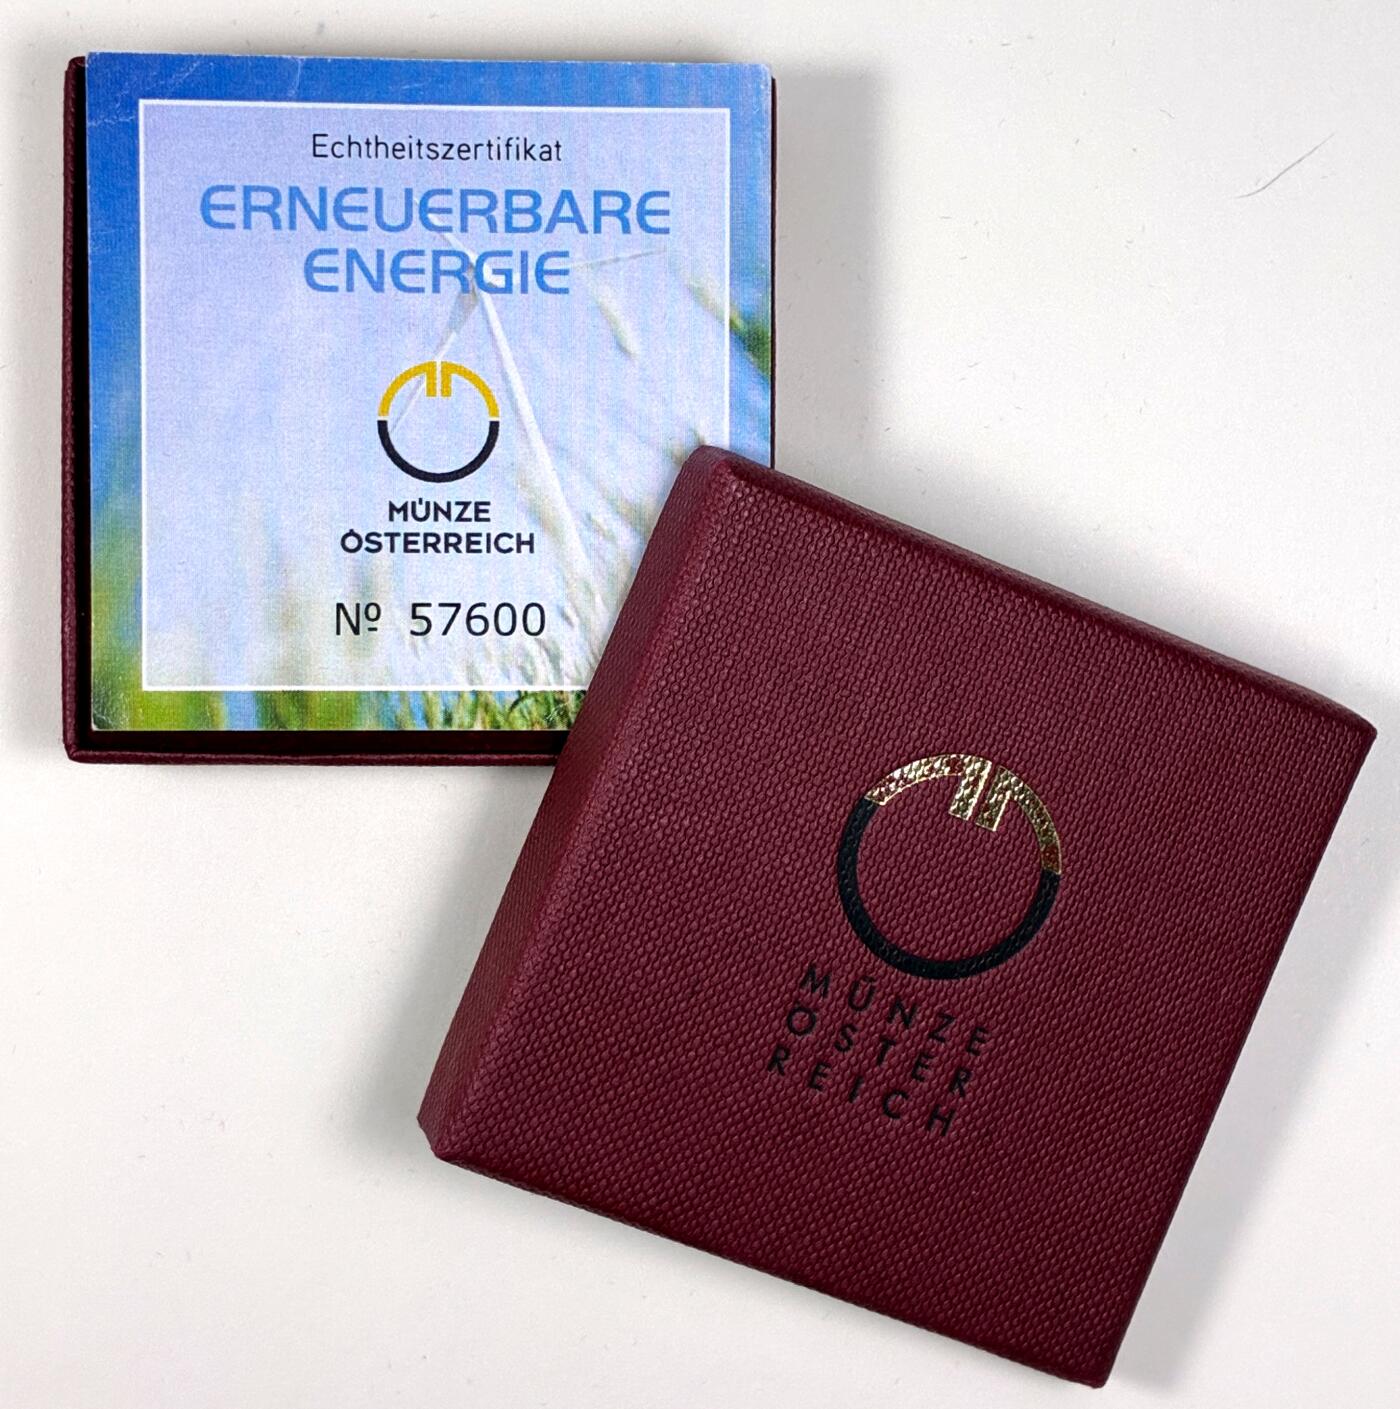 Echtheitszertifikat
ERNEUERBARE
ENERGIE
MÜNZE
ÖSTERREICH
Nº 57600
MÜNZE
ÖSTER
REICH